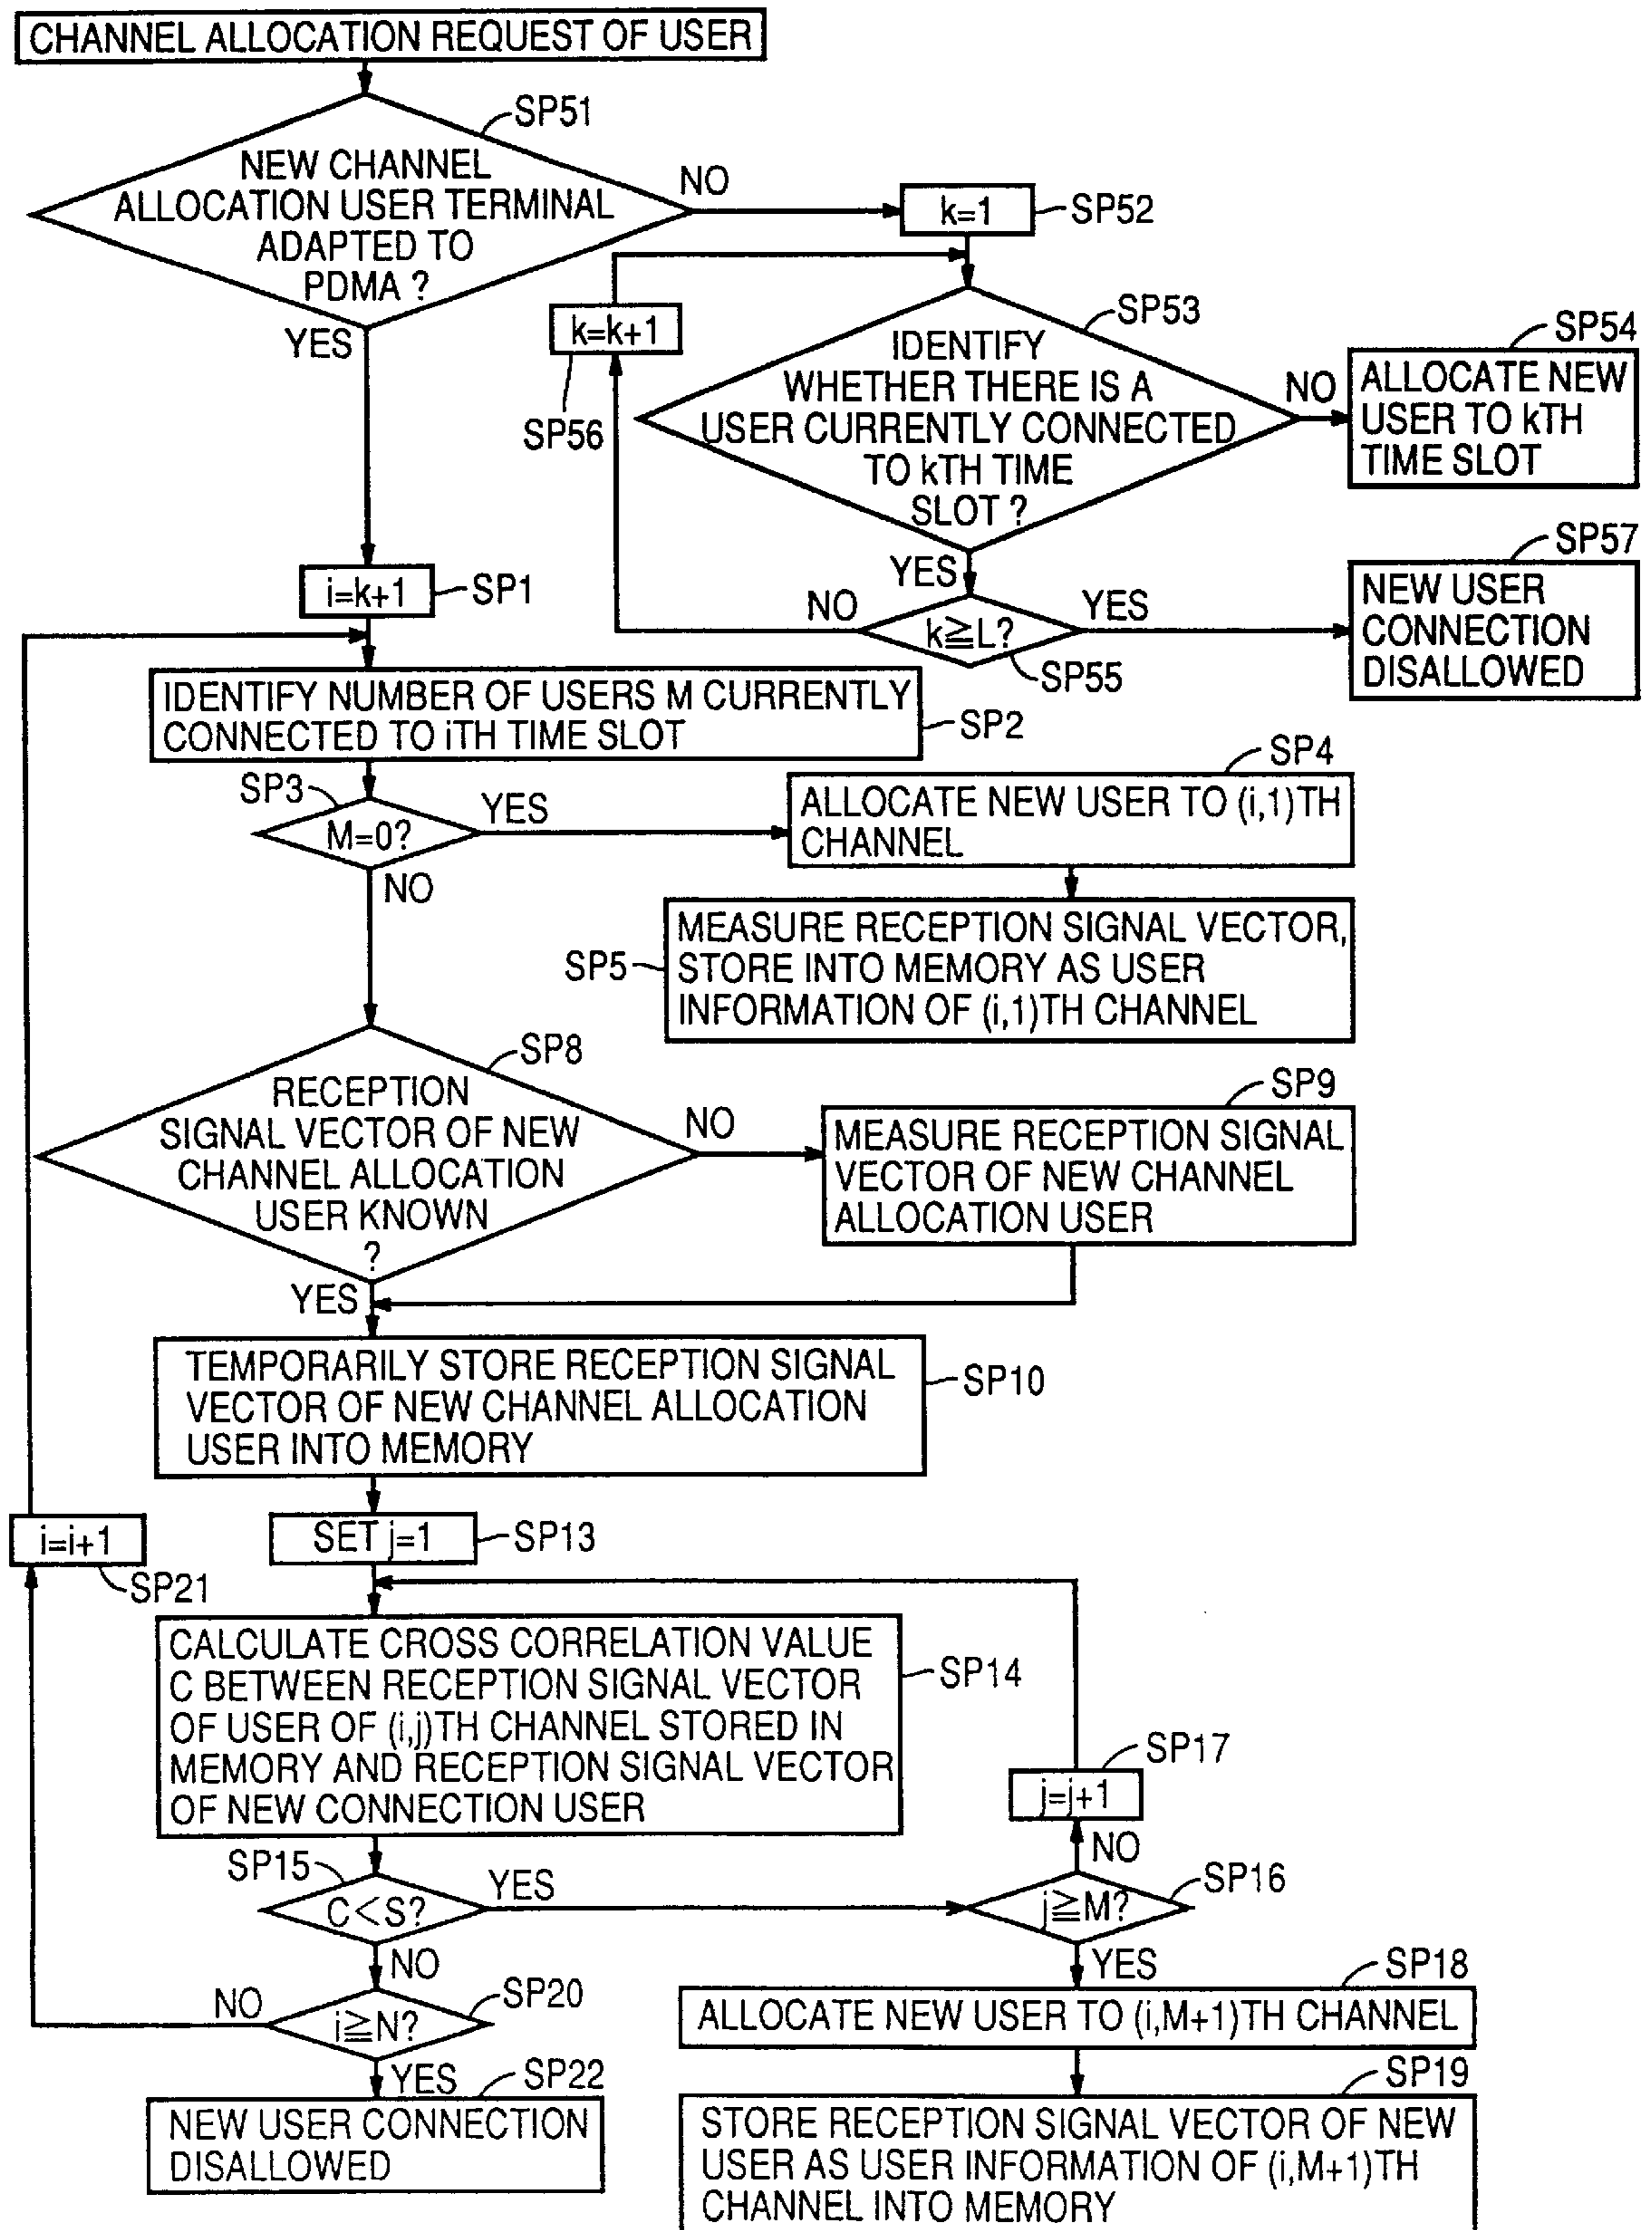 CHANNEL ALLOCATION REQUEST OF USER
SP51
NEW CHANNEL
ALLOCATION USER TERMINAL
ADAPTED TO
PDMA ?
NO
YES
k=1
SP52
k=k+1
SP56
SP53
IDENTIFY
WHETHER THERE IS A
USER CURRENTLY CONNECTED
TO kTH TIME
SLOT ?
NO
YES
SP54
ALLOCATE NEW
USER TO kTH
TIME SLOT
NO
k≧L?
YES
SP55
SP57
NEW USER
CONNECTION
DISALLOWED
i=k+1
SP1
IDENTIFY NUMBER OF USERS M CURRENTLY
CONNECTED TO iTH TIME SLOT
SP2
SP3
M=0?
YES
NO
SP4
ALLOCATE NEW USER TO (i,1)TH
CHANNEL
SP5
MEASURE RECEPTION SIGNAL VECTOR,
STORE INTO MEMORY AS USER
INFORMATION OF (i,1)TH CHANNEL
SP8
RECEPTION
SIGNAL VECTOR OF NEW
CHANNEL ALLOCATION
USER KNOWN
?
NO
YES
SP9
MEASURE RECEPTION SIGNAL
VECTOR OF NEW CHANNEL
ALLOCATION USER
TEMPORARILY STORE RECEPTION SIGNAL
VECTOR OF NEW CHANNEL ALLOCATION
USER INTO MEMORY
SP10
i=i+1
SP21
SET j=1
SP13
CALCULATE CROSS CORRELATION VALUE
C BETWEEN RECEPTION SIGNAL VECTOR
OF USER OF (i,j)TH CHANNEL STORED IN
MEMORY AND RECEPTION SIGNAL VECTOR
OF NEW CONNECTION USER
SP14
SP17
j=j+1
NO
SP15
C<S?
YES
NO
SP16
j≧M?
YES
NO
i≧N?
SP20
YES
SP22
NEW USER CONNECTION
DISALLOWED
SP18
ALLOCATE NEW USER TO (i,M+1)TH CHANNEL
SP19
STORE RECEPTION SIGNAL VECTOR OF NEW
USER AS USER INFORMATION OF (i,M+1)TH
CHANNEL INTO MEMORY